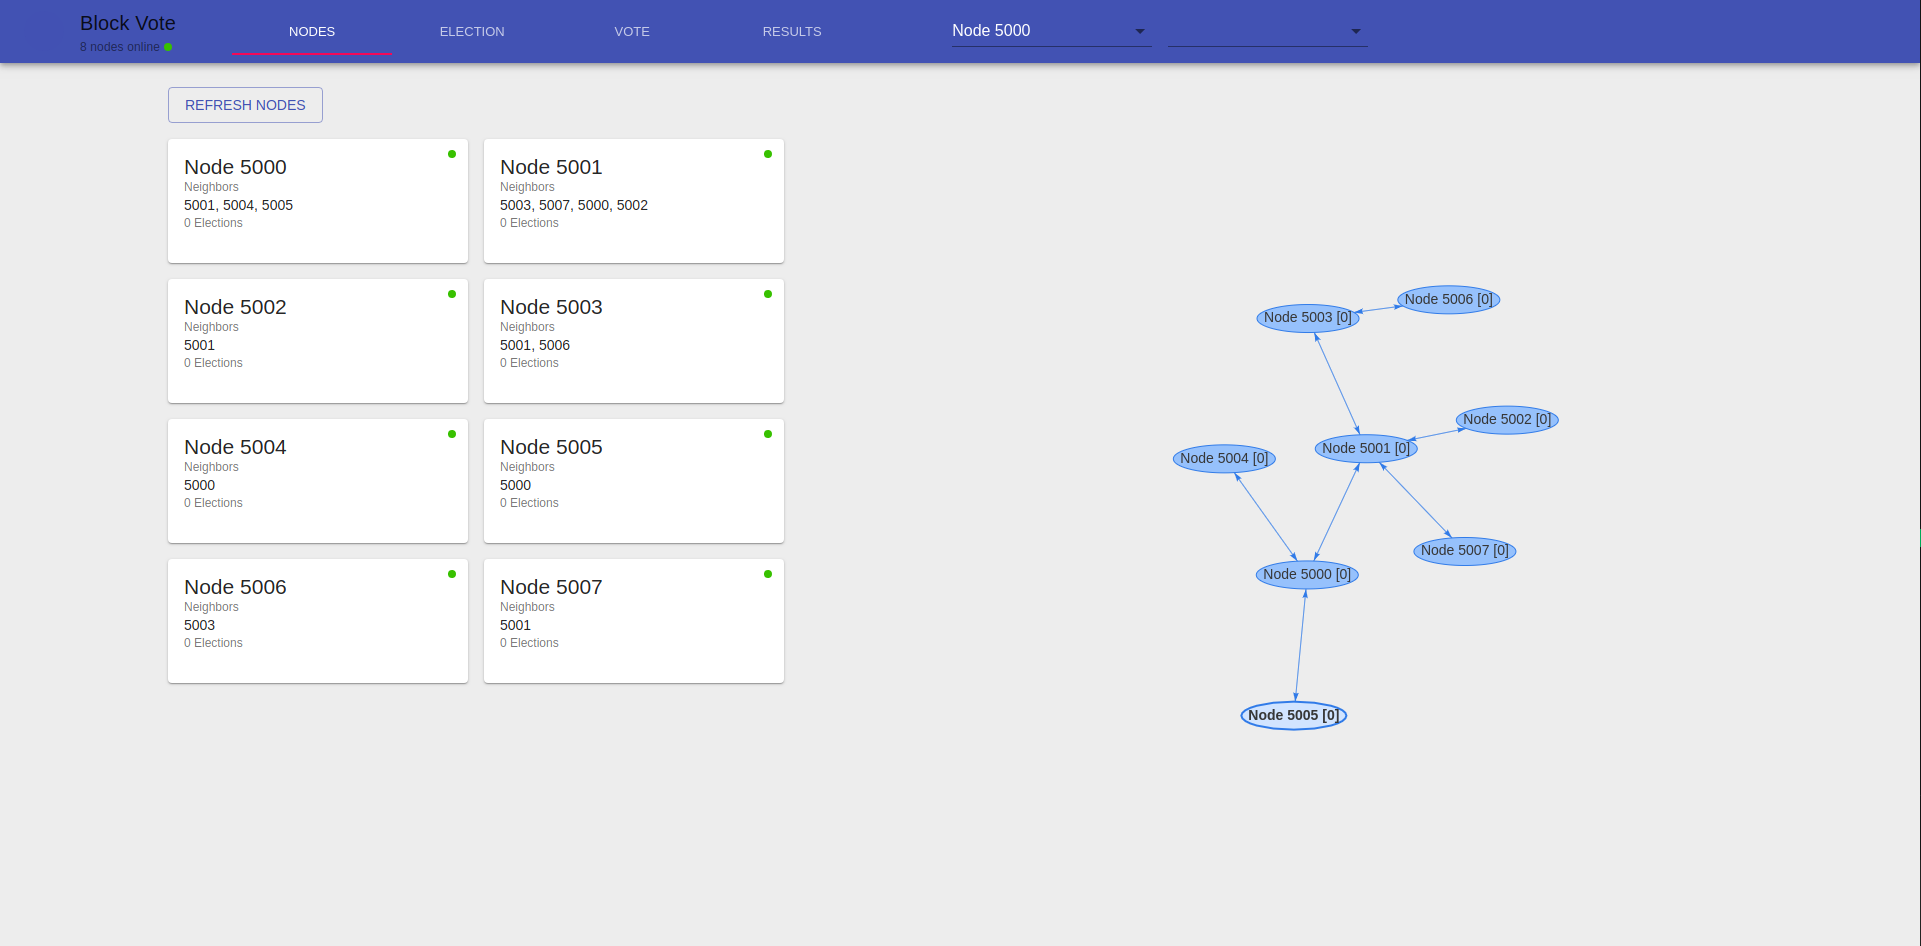 Block Vote
8 nodes online
NODES
ELECTION
VOTE
RESULTS
Node 5000
REFRESH NODES
Node 5000
Neighbors
5001, 5004, 5005
0 Elections
Node 5001
Neighbors
5003, 5007, 5000, 5002
0 Elections
Node 5002
Neighbors
5001
0 Elections
Node 5003
Neighbors
5001, 5006
0 Elections
Node 5004
Neighbors
5000
0 Elections
Node 5005
Neighbors
5000
0 Elections
Node 5006
Neighbors
5003
0 Elections
Node 5007
Neighbors
5001
0 Elections
Node 5006 [0]
Node 5003 [0]
Node 5002 [0]
Node 5001 [0]
Node 5004 [0]
Node 5007 [0]
Node 5000 [0]
Node 5005 [0]